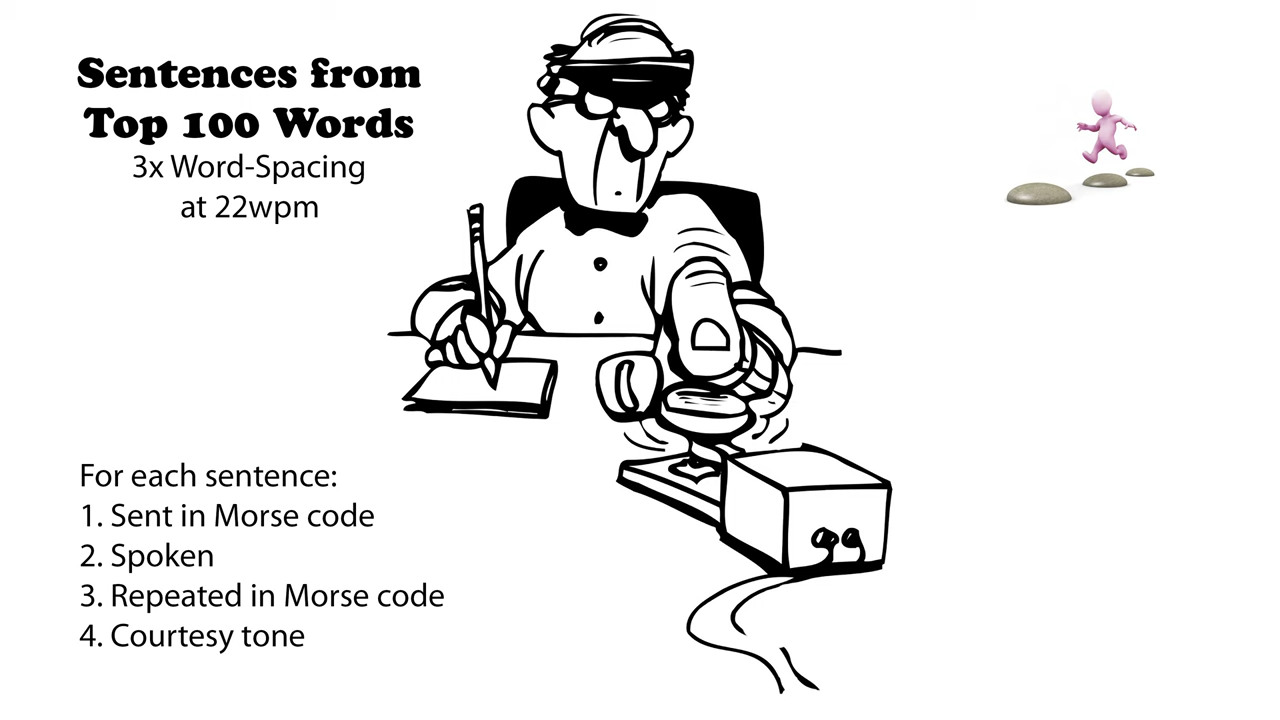 Sentences from
Top 100 Words
3x Word-Spacing
at 22wpm
For each sentence:
1. Sent in Morse code
2. Spoken
3. Repeated in Morse code
4. Courtesy tone